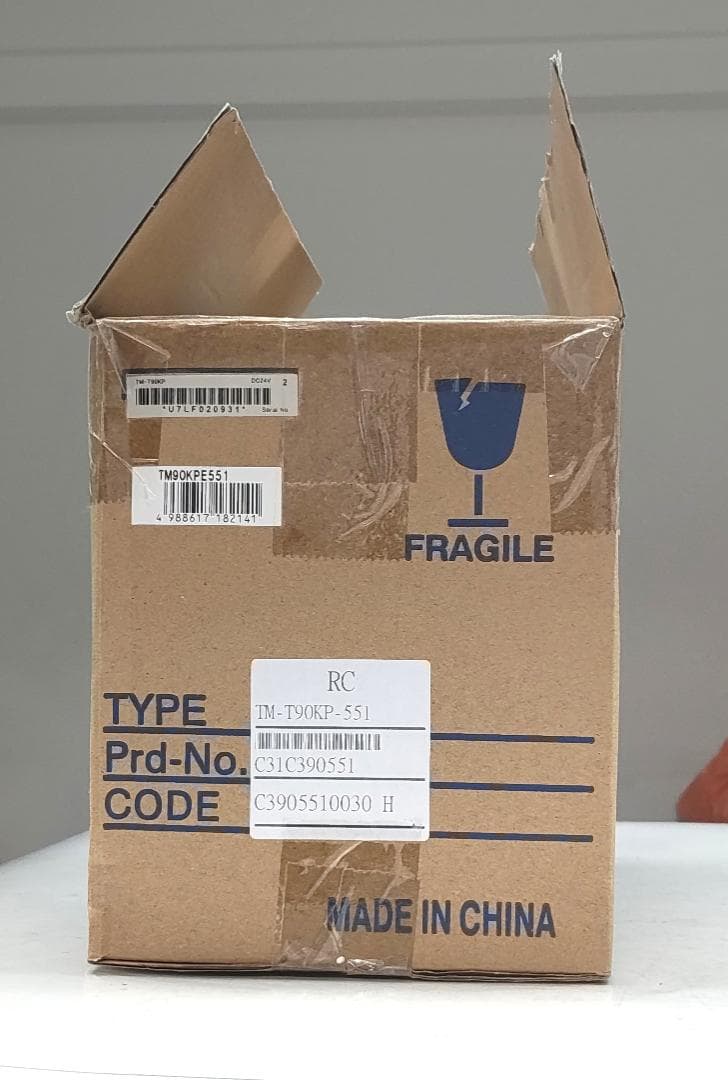 TM-T90KP DC24V 2
*U7LF020931* Serial No
TM90KPE551
4 988617 182141
FRAGILE
RC
TYPE TM-T90KP-551
Prd-No. C31C390551
CODE C3905510030 H
MADE IN CHINA